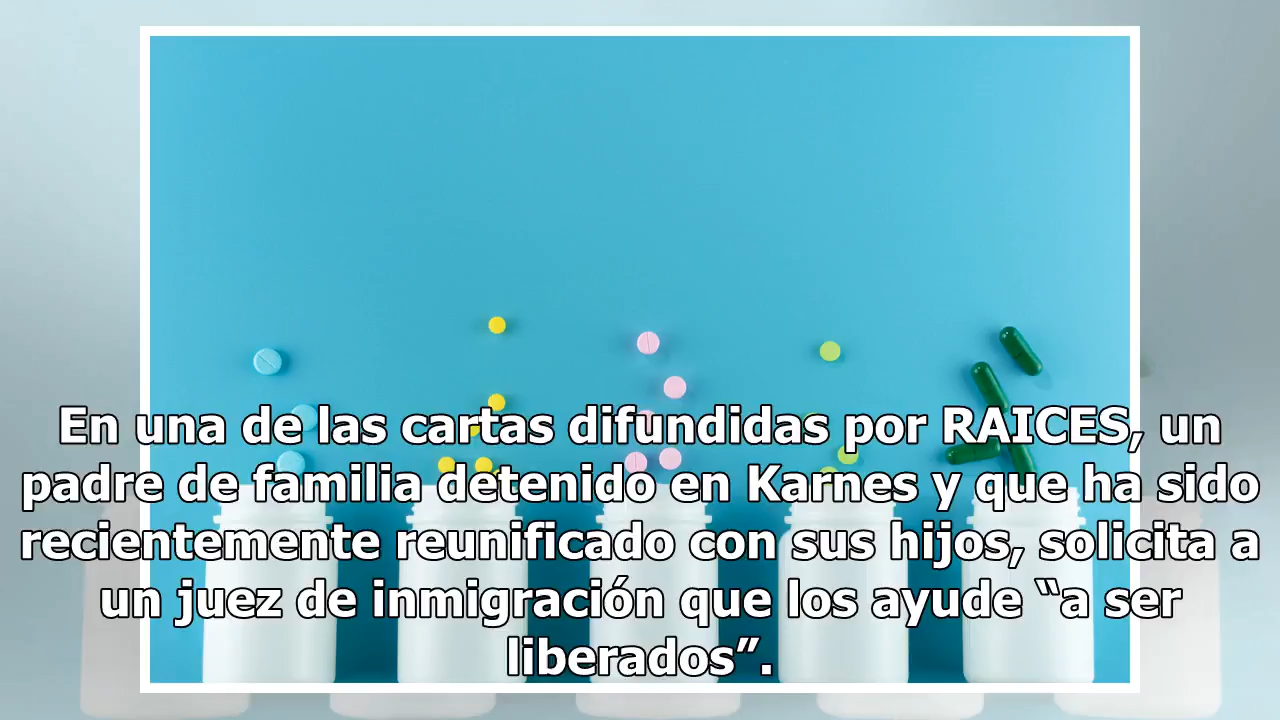 En una de las cartas difundidas por RAICES, un
padre de familia detenido en Karnes y que ha sido
recientemente reunificado con sus hijos, solicita a
un juez de inmigración que los ayude “a ser
liberados”.